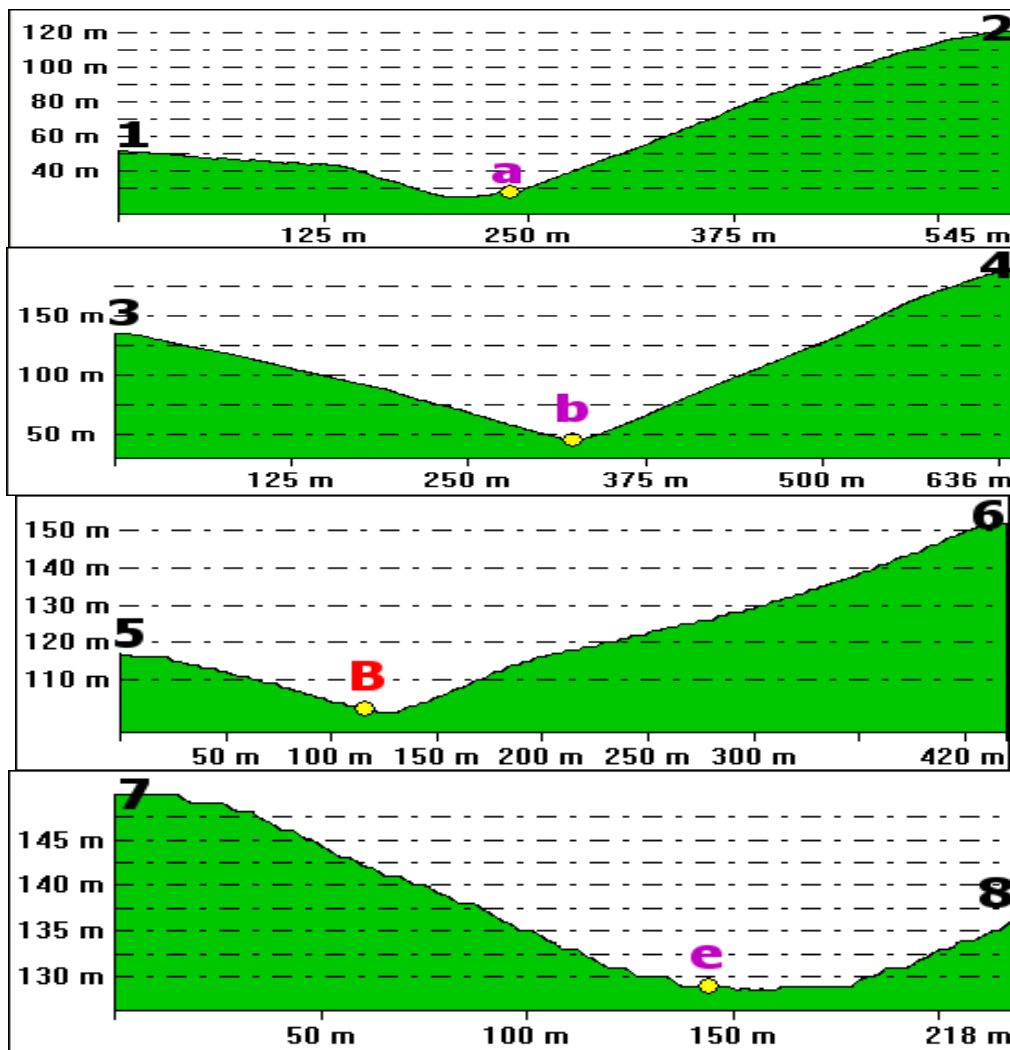 120 m
2
100 m
80 m
60 m
1
40 m
a
125 m 250 m 375 m 545 m
4
150 m 3
100 m
b
50 m
125 m 250 m 375 m 500 m 636 m
150 m
6
140 m
130 m
120 m
5
110 m
B
50 m 100 m 150 m 200 m 250 m 300 m 420 m
7
145 m
140 m
8
135 m
e
130 m
50 m 100 m 150 m 218 m